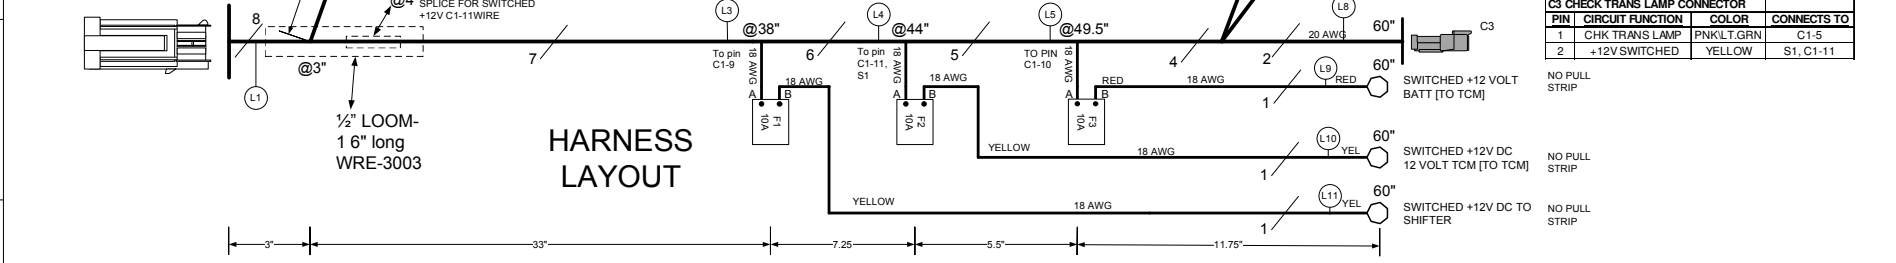 @4"
SPLICE FOR SWITCHED
+12V C1-11WIRE
8
L1
@3"
½" LOOM-
1 6" long
WRE-3003
7
HARNESS
LAYOUT
L3
@38"
To pin
C1-9
18 AWG
A B
F1
10A
18 AWG
6
L4
@44"
To pin
C1-11,
S1
18 AWG
A B
F2
10A
18 AWG
5
L5
@49.5"
TO PIN
C1-10
18 AWG
A B
F3
10A
4
2
L8
20 AWG
60"
C3
RED
18 AWG
1
L9
RED
60"
SWITCHED +12 VOLT
BATT [TO TCM]
NO PULL
STRIP
YELLOW
18 AWG
1
L10
YEL
60"
SWITCHED +12V DC
12 VOLT TCM [TO TCM]
NO PULL
STRIP
YELLOW
18 AWG
1
L11
YEL
60"
SWITCHED +12V DC TO
SHIFTER
NO PULL
STRIP
3"
33"
7.25
5.5"
11.75"
C3 CHECK TRANS LAMP CONNECTOR
PIN CIRCUIT FUNCTION COLOR CONNECTS TO
1 CHK TRANS LAMP PNK\LT.GRN C1-5
2 +12V SWITCHED YELLOW S1, C1-11